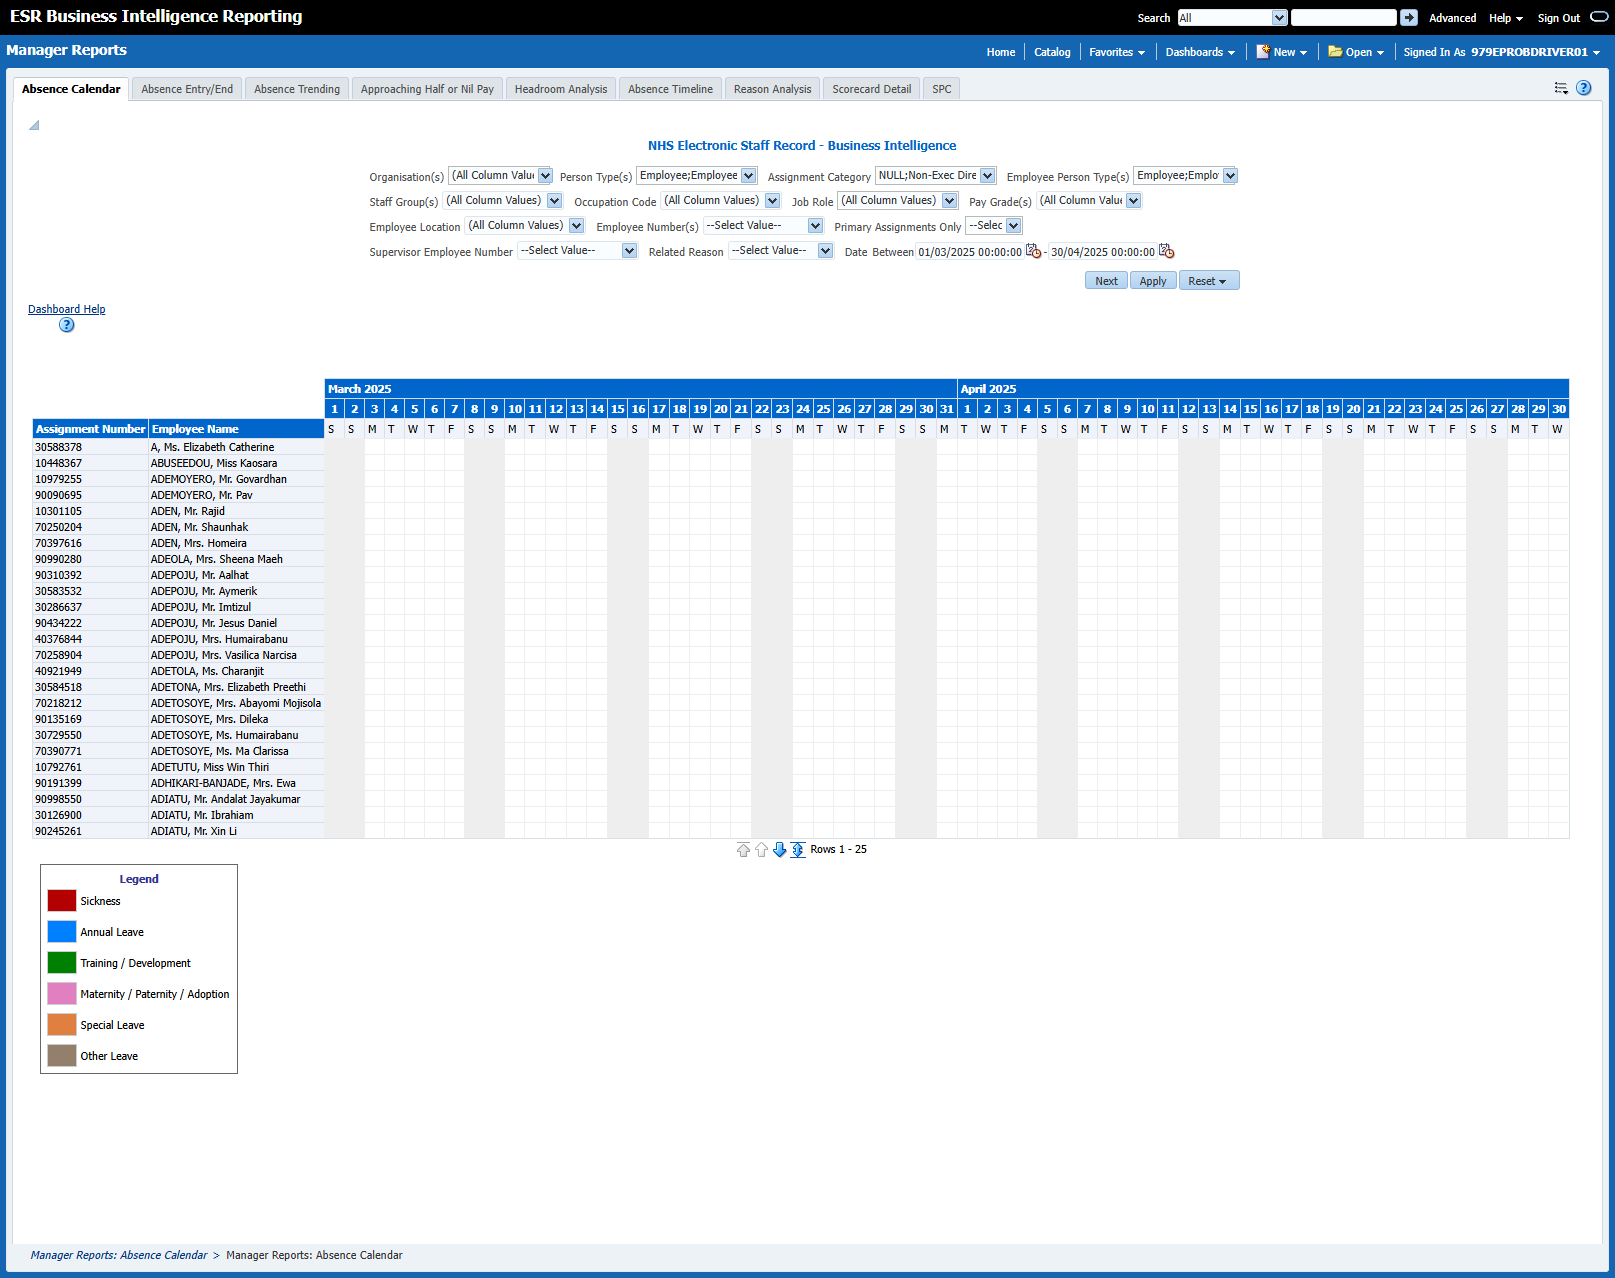 ESR Business Intelligence Reporting
Search All Advanced Help Sign Out
Manager Reports
Home Catalog Favorites Dashboards New Open Signed In As 979EPROBDRIVER01
Absence Calendar Absence Entry/End Absence Trending Approaching Half or Nil Pay Headroom Analysis Absence Timeline Reason Analysis Scorecard Detail SPC
NHS Electronic Staff Record - Business Intelligence
Organisation(s) (All Column Valu Person Type(s) Employee;Employee Assignment Category NULL;Non-Exec Dire Employee Person Type(s) Employee;Emplo
Staff Group(s) (All Column Values) Occupation Code (All Column Values) Job Role (All Column Values) Pay Grade(s) (All Column Valu
Employee Location (All Column Values) Employee Number(s) --Select Value-- Primary Assignments Only --Selec
Supervisor Employee Number --Select Value-- Related Reason --Select Value-- Date Between 01/03/2025 00:00:00 - 30/04/2025 00:00:00
Next Apply Reset
Dashboard Help
March 2025 April 2025
1 2 3 4 5 6 7 8 9 10 11 12 13 14 15 16 17 18 19 20 21 22 23 24 25 26 27 28 29 30 31 1 2 3 4 5 6 7 8 9 10 11 12 13 14 15 16 17 18 19 20 21 22 23 24 25 26 27 28 29 30
Assignment Number Employee Name S S M T W T F S S M T W T F S S M T W T F S S M T W T F S S M T W T F S S M T W T F S S M T W T F S S M T W T F S S M T W
30588378 A, Ms. Elizabeth Catherine
10448367 ABUSEEDOU, Miss Kaosara
10979255 ADEMOYERO, Mr. Govardhan
90090695 ADEMOYERO, Mr. Pav
10301105 ADEN, Mr. Rajid
70250204 ADEN, Mr. Shaunhak
70397616 ADEN, Mrs. Homeira
90990280 ADEOLA, Mrs. Sheena Maeh
90310392 ADEPOJU, Mr. Aalhat
30583532 ADEPOJU, Mr. Aymerik
30286637 ADEPOJU, Mr. Imtizul
90434222 ADEPOJU, Mr. Jesus Daniel
40376844 ADEPOJU, Mrs. Humairabanu
70258904 ADEPOJU, Mrs. Vasilica Narcisa
40921949 ADETOLA, Ms. Charanjit
30584518 ADETONA, Mrs. Elizabeth Preethi
70218212 ADETOSOYE, Mrs. Abayomi Mojisola
90135169 ADETOSOYE, Mrs. Dileka
30729550 ADETOSOYE, Ms. Humairabanu
70390771 ADETOSOYE, Ms. Ma Clarissa
10792761 ADETUTU, Miss Win Thiri
90191399 ADHIKARI-BANJADE, Mrs. Ewa
90998550 ADIATU, Mr. Andalat Jayakumar
30126900 ADIATU, Mr. Ibrahiam
90245261 ADIATU, Mr. Xin Li
Rows 1 - 25
Legend
Sickness
Annual Leave
Training / Development
Maternity / Paternity / Adoption
Special Leave
Other Leave
Manager Reports: Absence Calendar > Manager Reports: Absence Calendar